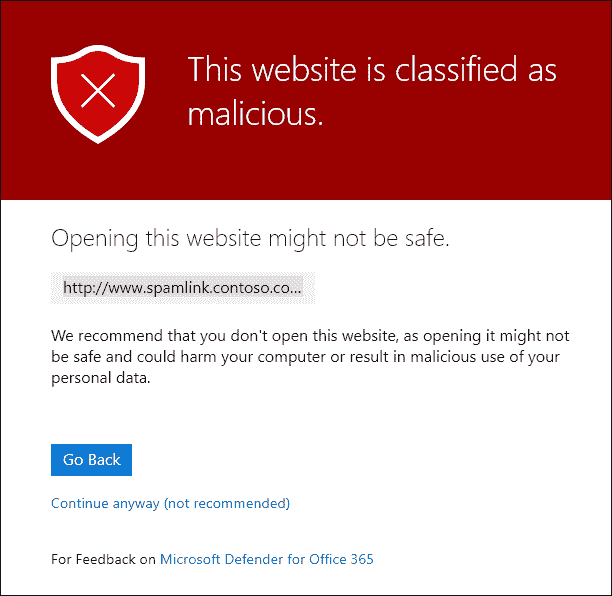 This website is classified as
malicious.
Opening this website might not be safe.
http://www.spamlink.contoso.co...
We recommend that you don't open this website, as opening it might not
be safe and could harm your computer or result in malicious use of your
personal data.
Go Back
Continue anyway (not recommended)
For Feedback on Microsoft Defender for Office 365